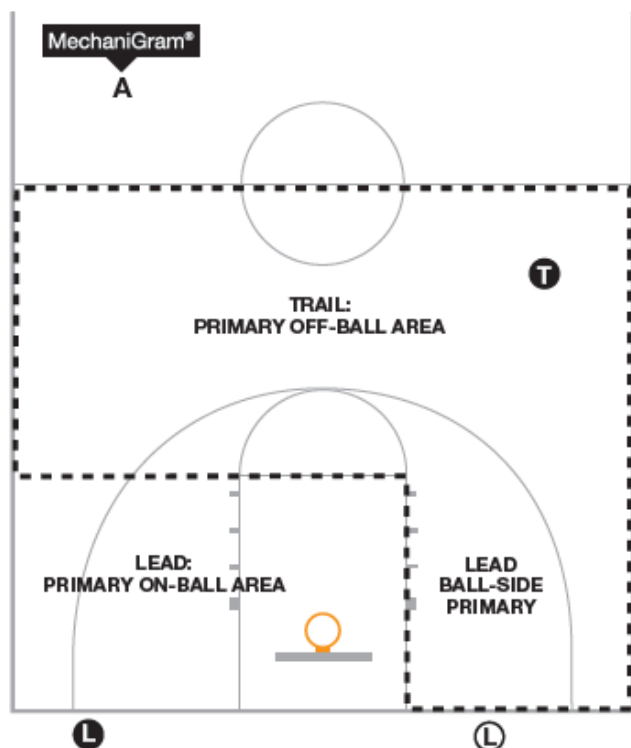 MechaniGram®
A
T
TRAIL:
PRIMARY OFF-BALL AREA
LEAD:
PRIMARY ON-BALL AREA
LEAD
BALL-SIDE
PRIMARY
L
L